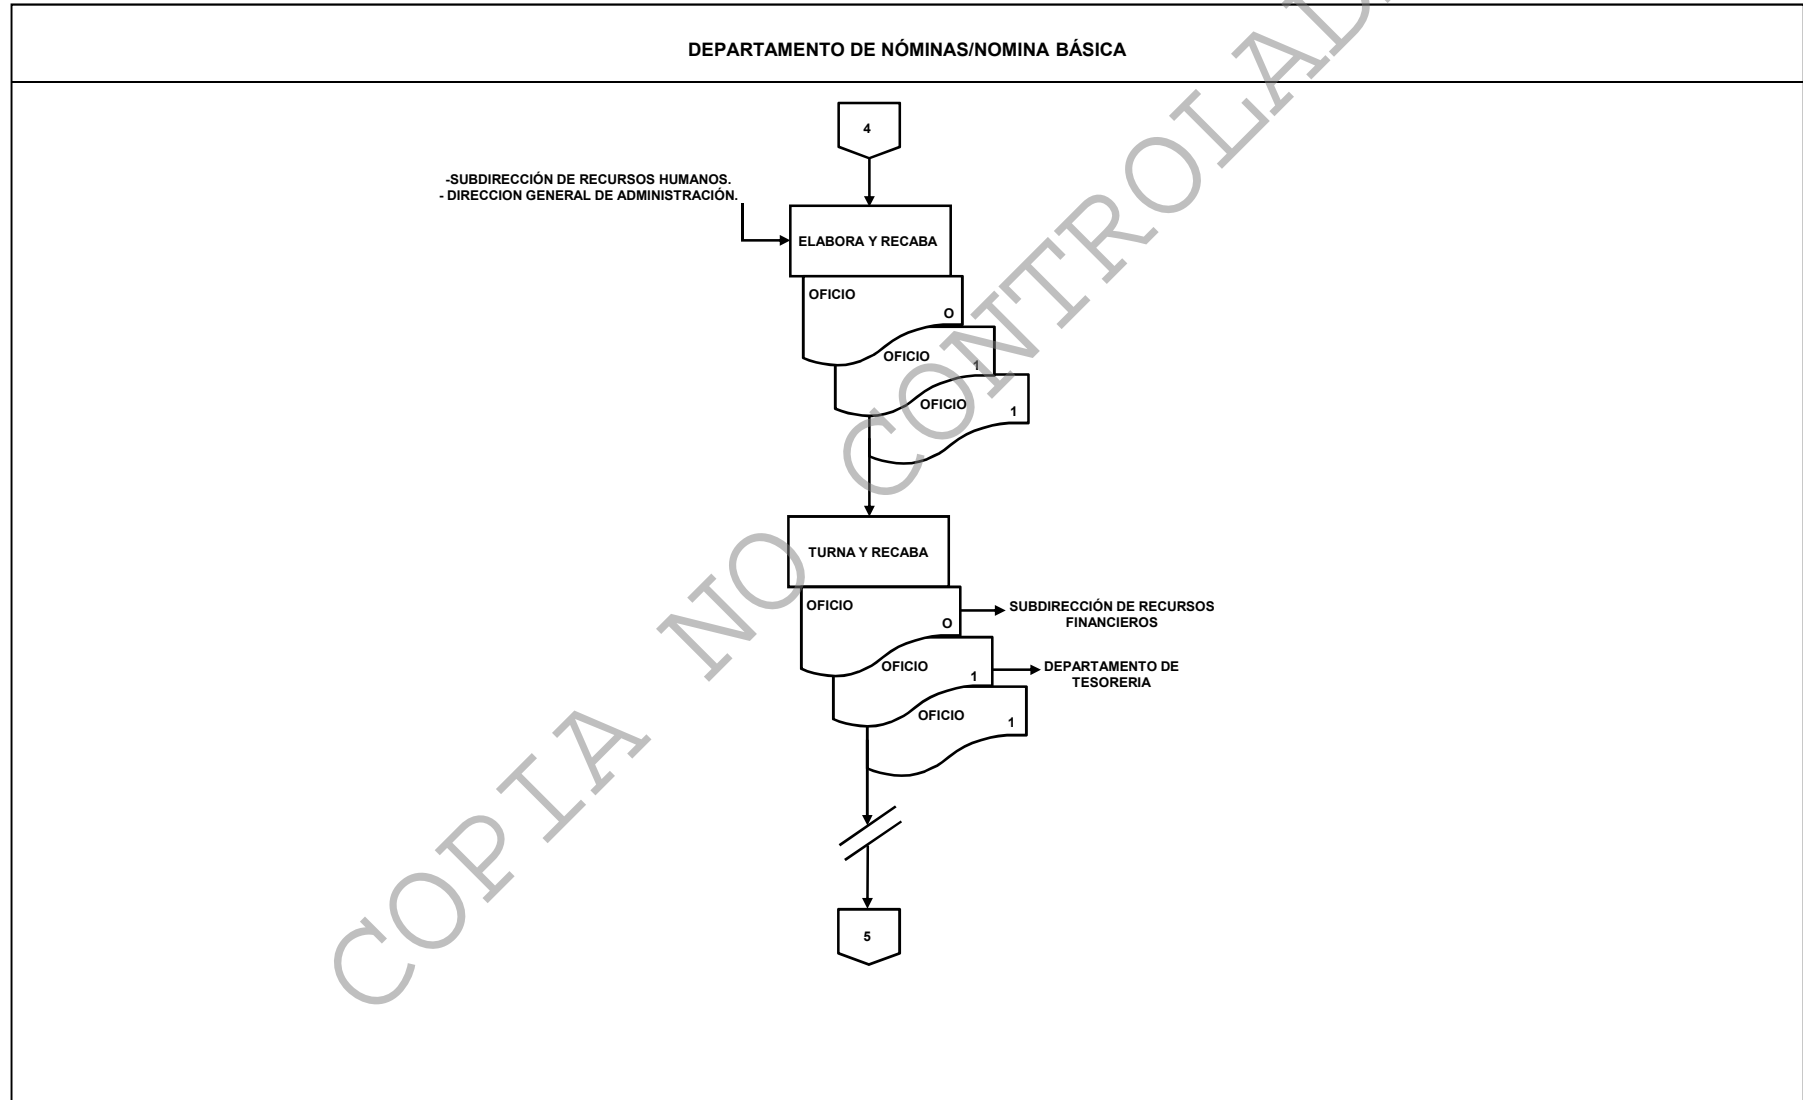 DEPARTAMENTO DE NÓMINAS/NOMINA BÁSICA
4
-SUBDIRECCIÓN DE RECURSOS HUMANOS.
- DIRECCION GENERAL DE ADMINISTRACIÓN.
ELABORA Y RECABA
OFICIO
O
OFICIO
1
OFICIO
1
TURNA Y RECABA
OFICIO
O
SUBDIRECCIÓN DE RECURSOS
FINANCIEROS
OFICIO
1
DEPARTAMENTO DE
TESORERIA
OFICIO
1
5
COPIA NO CONTROLAD